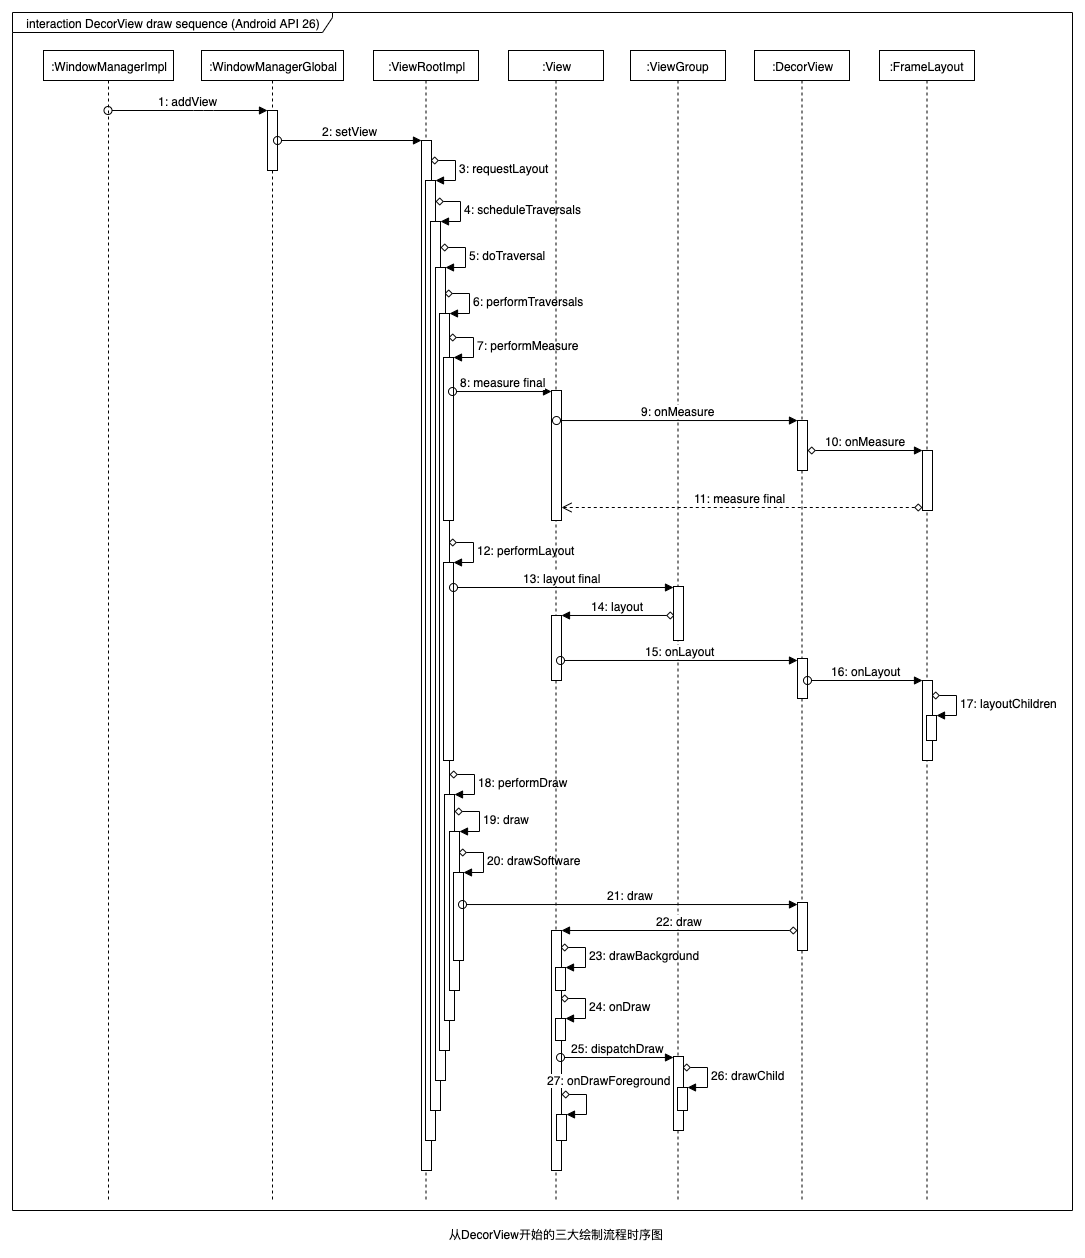 interaction DecorView draw sequence (Android API 26)
:WindowManagerImpl
:WindowManagerGlobal
:ViewRootImpl
:View
:ViewGroup
:DecorView
:FrameLayout
1: addView
2: setView
3: requestLayout
4: scheduleTraversals
5: doTraversal
6: performTraversals
7: performMeasure
8: measure final
9: onMeasure
10: onMeasure
11: measure final
12: performLayout
13: layout final
14: layout
15: onLayout
16: onLayout
17: layoutChildren
18: performDraw
19: draw
20: drawSoftware
21: draw
22: draw
23: drawBackground
24: onDraw
25: dispatchDraw
26: drawChild
27: onDrawForeground
从DecorView开始的三大绘制流程时序图